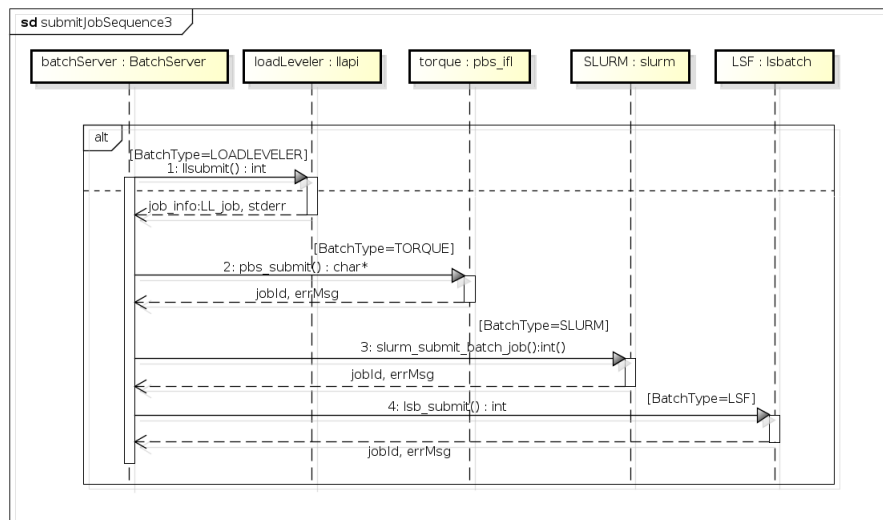 sd submitJobSequence3
batchServer : BatchServer
loadLeveler : llapi
torque : pbs_ifl
SLURM : slurm
LSF : lsbatch
alt
[BatchType=LOADLEVELER]
1: llsubmit() : int
job_info:LL_job, stderr
[BatchType=TORQUE]
2: pbs_submit() : char*
jobId, errMsg
[BatchType=SLURM]
3: slurm_submit_batch_job():int()
jobId, errMsg
[BatchType=LSF]
4: lsb_submit() : int
jobId, errMsg